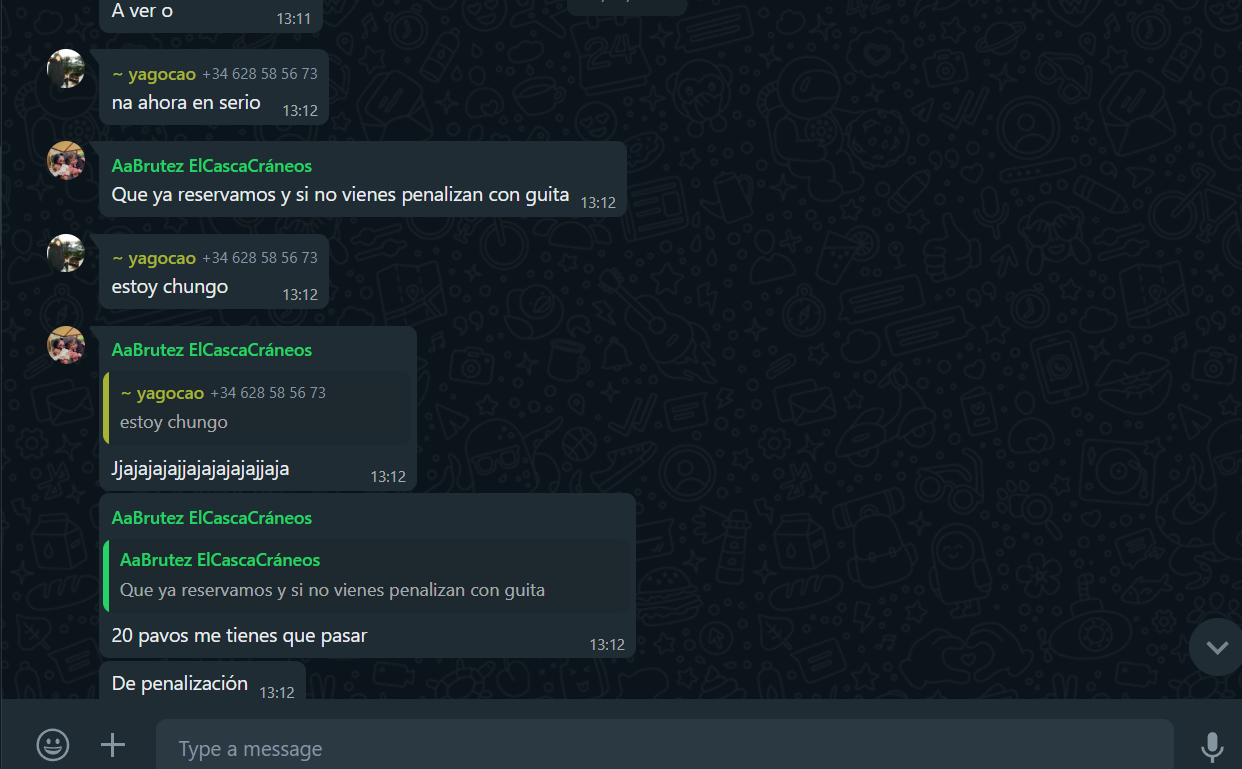 A ver o
13:11
~ yagocao +34 628 58 56 73
na ahora en serio 13:12
AaBrutez ElCascaCráneos
Que ya reservamos y si no vienes penalizan con guita 13:12
~ yagocao +34 628 58 56 73
estoy chungo 13:12
AaBrutez ElCascaCráneos
~ yagocao +34 628 58 56 73
estoy chungo
Jjajajajajjajajajajajjaja 13:12
AaBrutez ElCascaCráneos
AaBrutez ElCascaCráneos
Que ya reservamos y si no vienes penalizan con guita
20 pavos me tienes que pasar 13:12
De penalización 13:12
Type a message